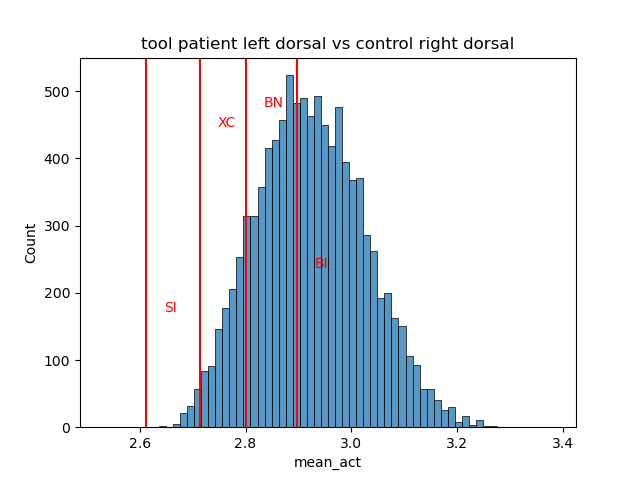 tool patient left dorsal vs control right dorsal
500
400
300
200
100
0
Count
BN
XC
BI
SI
2.6 2.8 3.0 3.2 3.4
mean_act